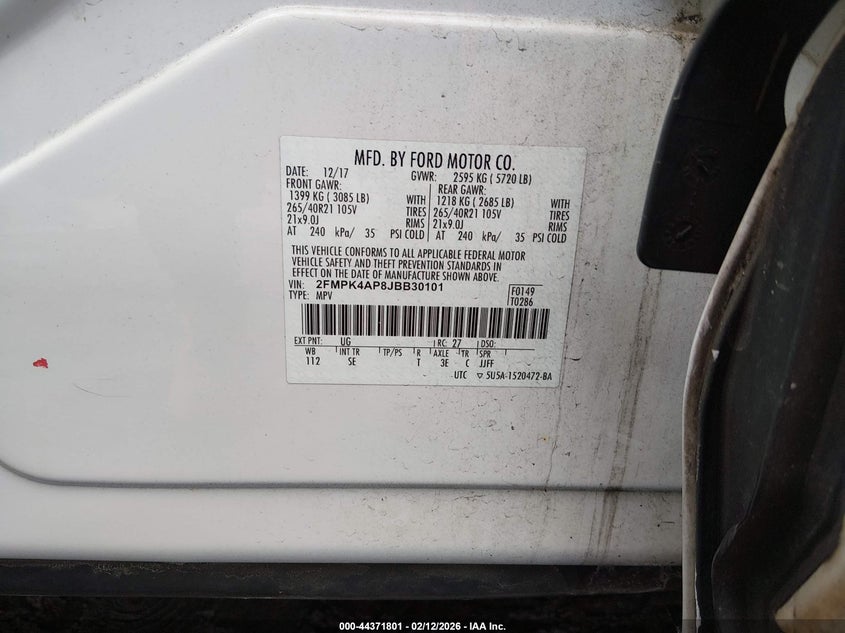 MFD. BY FORD MOTOR CO.
DATE: 12/17 GVWR: 2595 KG ( 5720 LB)
FRONT GAWR: REAR GAWR:
1399 KG ( 3085 LB) WITH 1218 KG ( 2685 LB) WITH
265/40R21 105V TIRES 265/40R21 105V TIRES
21x9.0J RIMS 21x9.0J RIMS
AT 240 kPa/ 35 PSI COLD AT 240 kPa/ 35 PSI COLD
THIS VEHICLE CONFORMS TO ALL APPLICABLE FEDERAL MOTOR
VEHICLE SAFETY AND THEFT PREVENTION STANDARDS IN
EFFECT ON THE DATE OF MANUFACTURE SHOWN ABOVE.
VIN: 2FMPK4AP8JBB30101 F0149
TYPE: MPV T0286
EXT PNT: UG RC: 27 DSO:
WB INT TR TP/PS R AXLE TR SPR
112 SE T 3E C JJFF
UTC ▽ 5U5A-1520472-BA
000-44371801 - 02/12/2026 - IAA Inc.